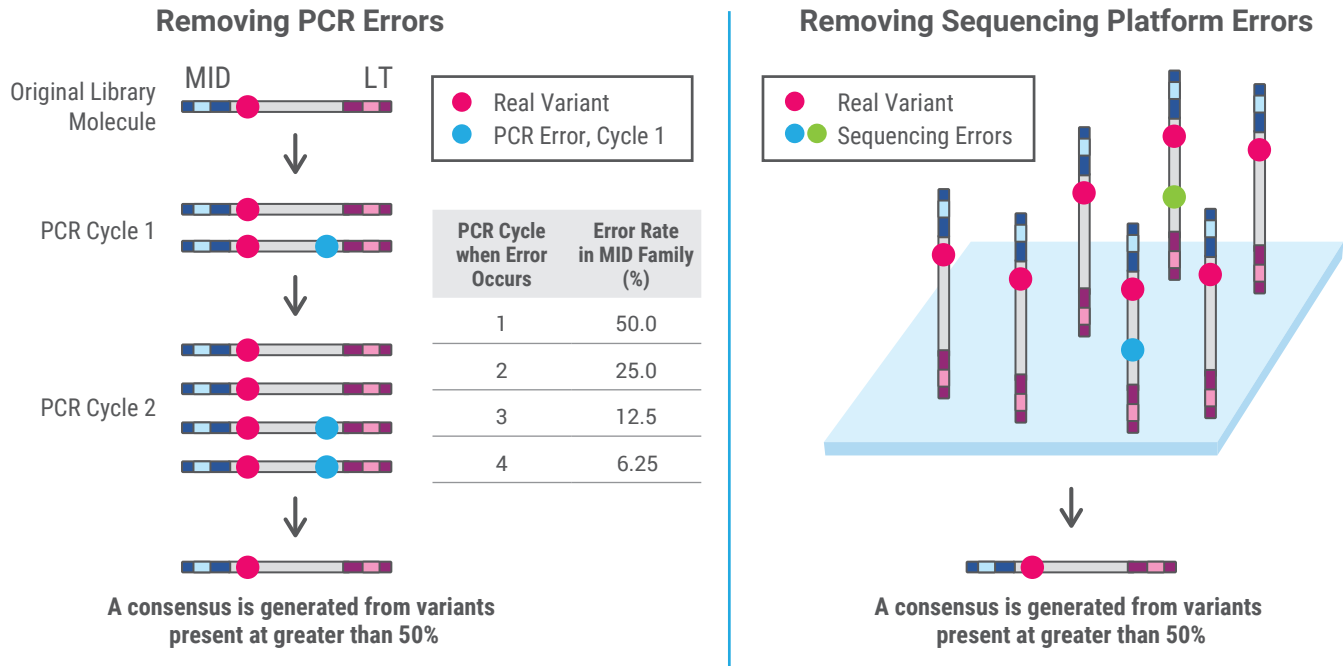 Removing PCR Errors
MID
LT
Original Library
Molecule
Real Variant
PCR Error, Cycle 1
PCR Cycle 1
PCR Cycle
when Error
Occurs
Error Rate
in MID Family
(%)
1 50.0
2 25.0
3 12.5
4 6.25
PCR Cycle 2
A consensus is generated from variants
present at greater than 50%
Removing Sequencing Platform Errors
Real Variant
Sequencing Errors
A consensus is generated from variants
present at greater than 50%